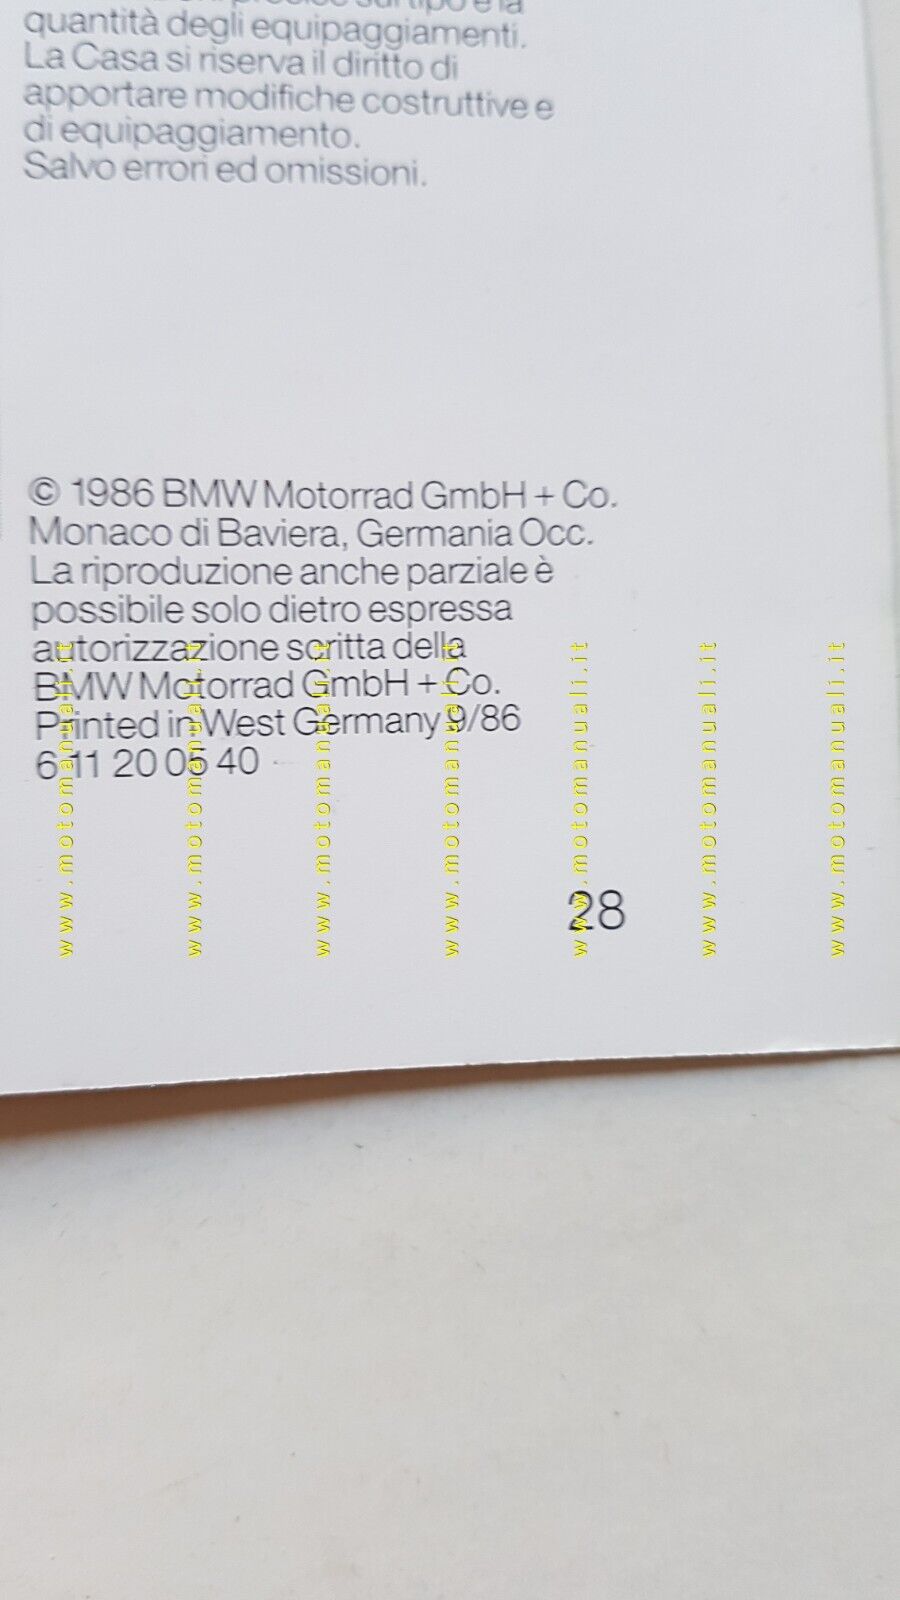 su tipo e la
quantità degli equipaggiamenti.
La Casa si riserva il diritto di
apportare modifiche costruttive e
di equipaggiamento.
Salvo errori ed omissioni.
© 1986 BMW Motorrad GmbH + Co.
Monaco di Baviera, Germania Occ.
La riproduzione anche parziale è
possibile solo dietro espressa
autorizzazione scritta della
BMW Motorrad GmbH + Co.
Printed in West Germany 9/86
6 11 20 05 40
28
www.motomanuali.it
www.motomanuali.it
www.motomanuali.it
www.motomanuali.it
www.motomanuali.it
www.motomanuali.it
www.motomanuali.it